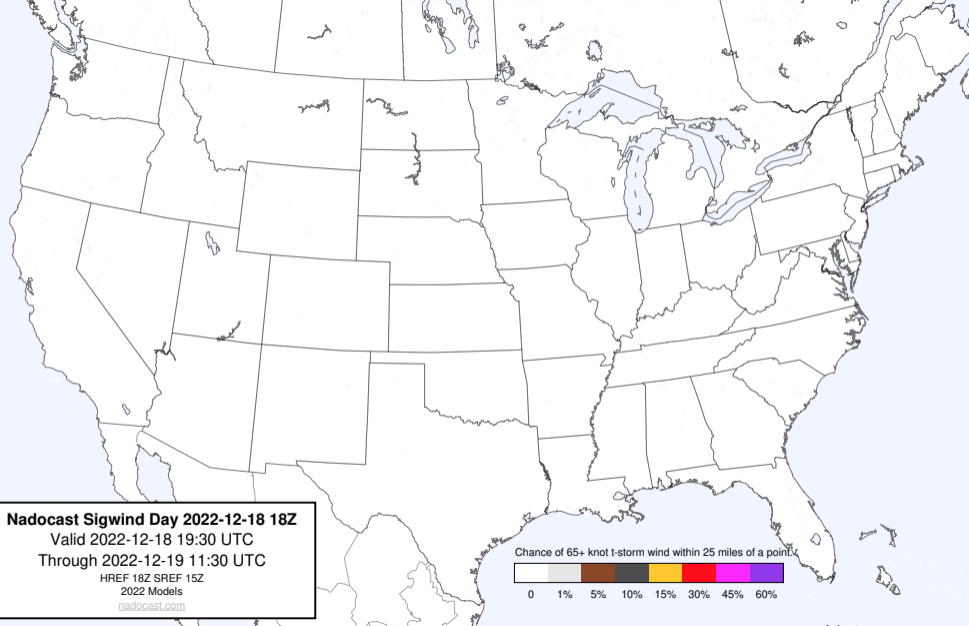 Nadocast Sigwind Day 2022-12-18 18Z
Valid 2022-12-18 19:30 UTC
Through 2022-12-19 11:30 UTC
HREF 18Z SREF 15Z
2022 Models
nadocast.com
Chance of 65+ knot t-storm wind within 25 miles of a point.
0 1% 5% 10% 15% 30% 45% 60%